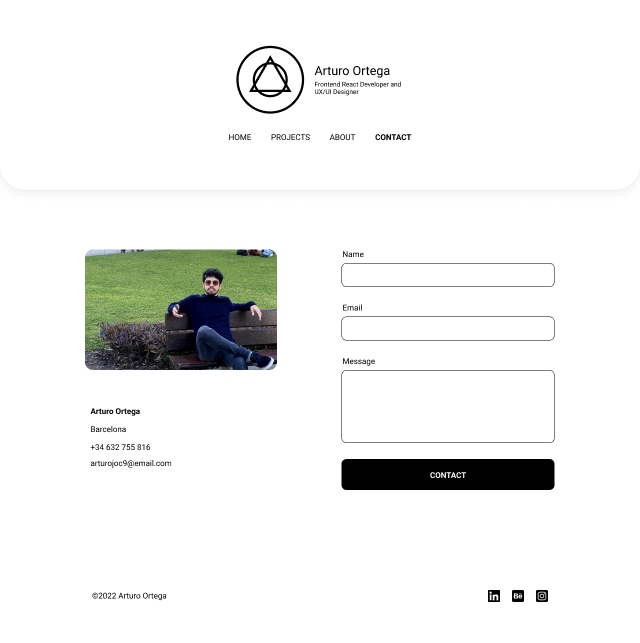 Arturo Ortega
Frontend React Developer and
UX/UI Designer
HOME PROJECTS ABOUT CONTACT
Name
Email
Message
Arturo Ortega
Barcelona
+34 632 755 816
arturojoc9@email.com
CONTACT
©2022 Arturo Ortega
in Bē